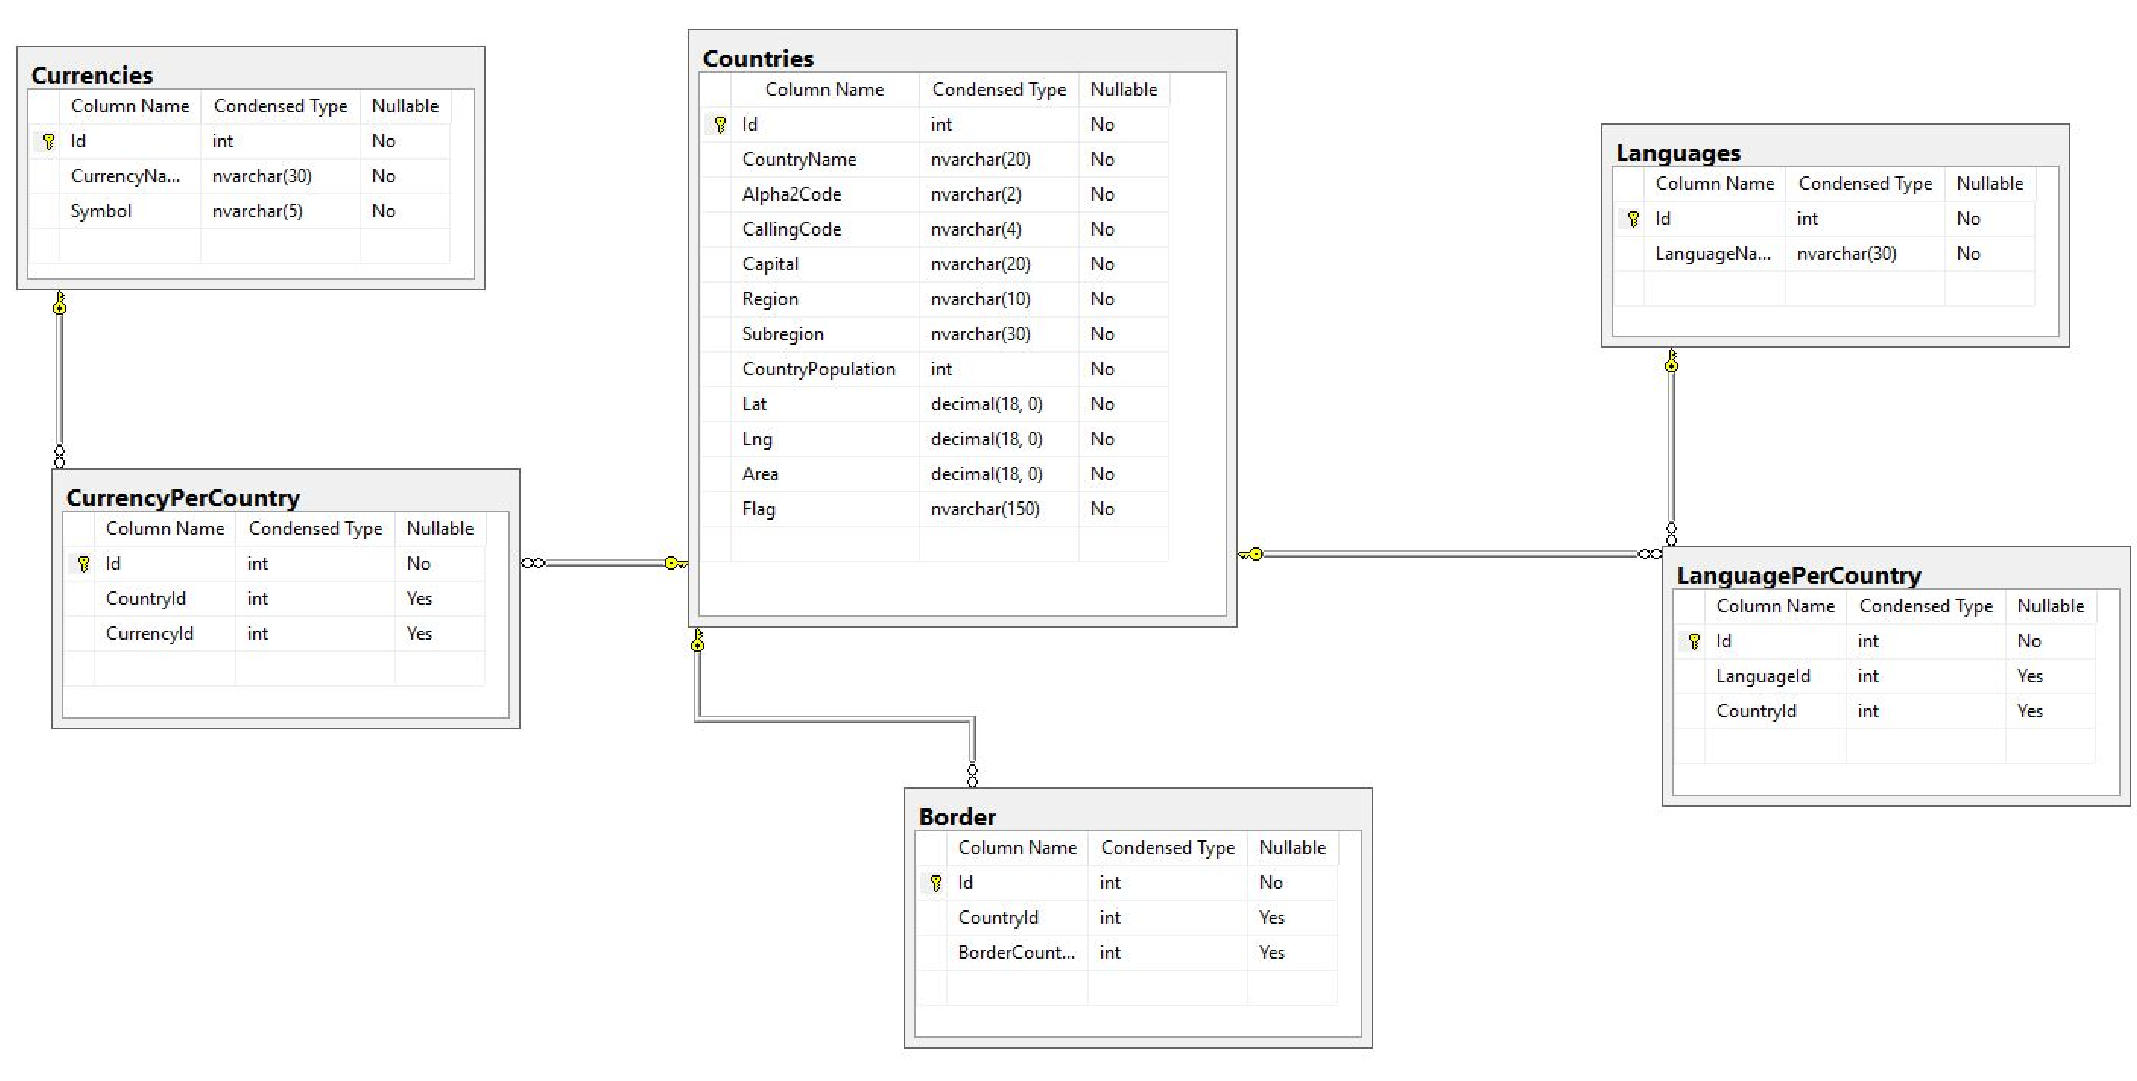 Currencies
Column Name Condensed Type Nullable
Id int No
CurrencyNa... nvarchar(30) No
Symbol nvarchar(5) No
Countries
Column Name Condensed Type Nullable
Id int No
CountryName nvarchar(20) No
Alpha2Code nvarchar(2) No
CallingCode nvarchar(4) No
Capital nvarchar(20) No
Region nvarchar(10) No
Subregion nvarchar(30) No
CountryPopulation int No
Lat decimal(18, 0) No
Lng decimal(18, 0) No
Area decimal(18, 0) No
Flag nvarchar(150) No
Languages
Column Name Condensed Type Nullable
Id int No
LanguageNa... nvarchar(30) No
CurrencyPerCountry
Column Name Condensed Type Nullable
Id int No
CountryId int Yes
CurrencyId int Yes
LanguagePerCountry
Column Name Condensed Type Nullable
Id int No
LanguageId int Yes
CountryId int Yes
Border
Column Name Condensed Type Nullable
Id int No
CountryId int Yes
BorderCount... int Yes